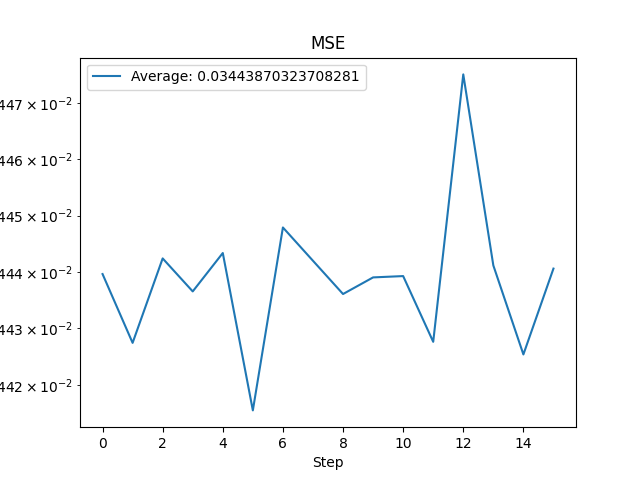 MSE
Average: 0.03443870323708281
447 × 10⁻²
446 × 10⁻²
445 × 10⁻²
444 × 10⁻²
443 × 10⁻²
442 × 10⁻²
0 2 4 6 8 10 12 14
Step